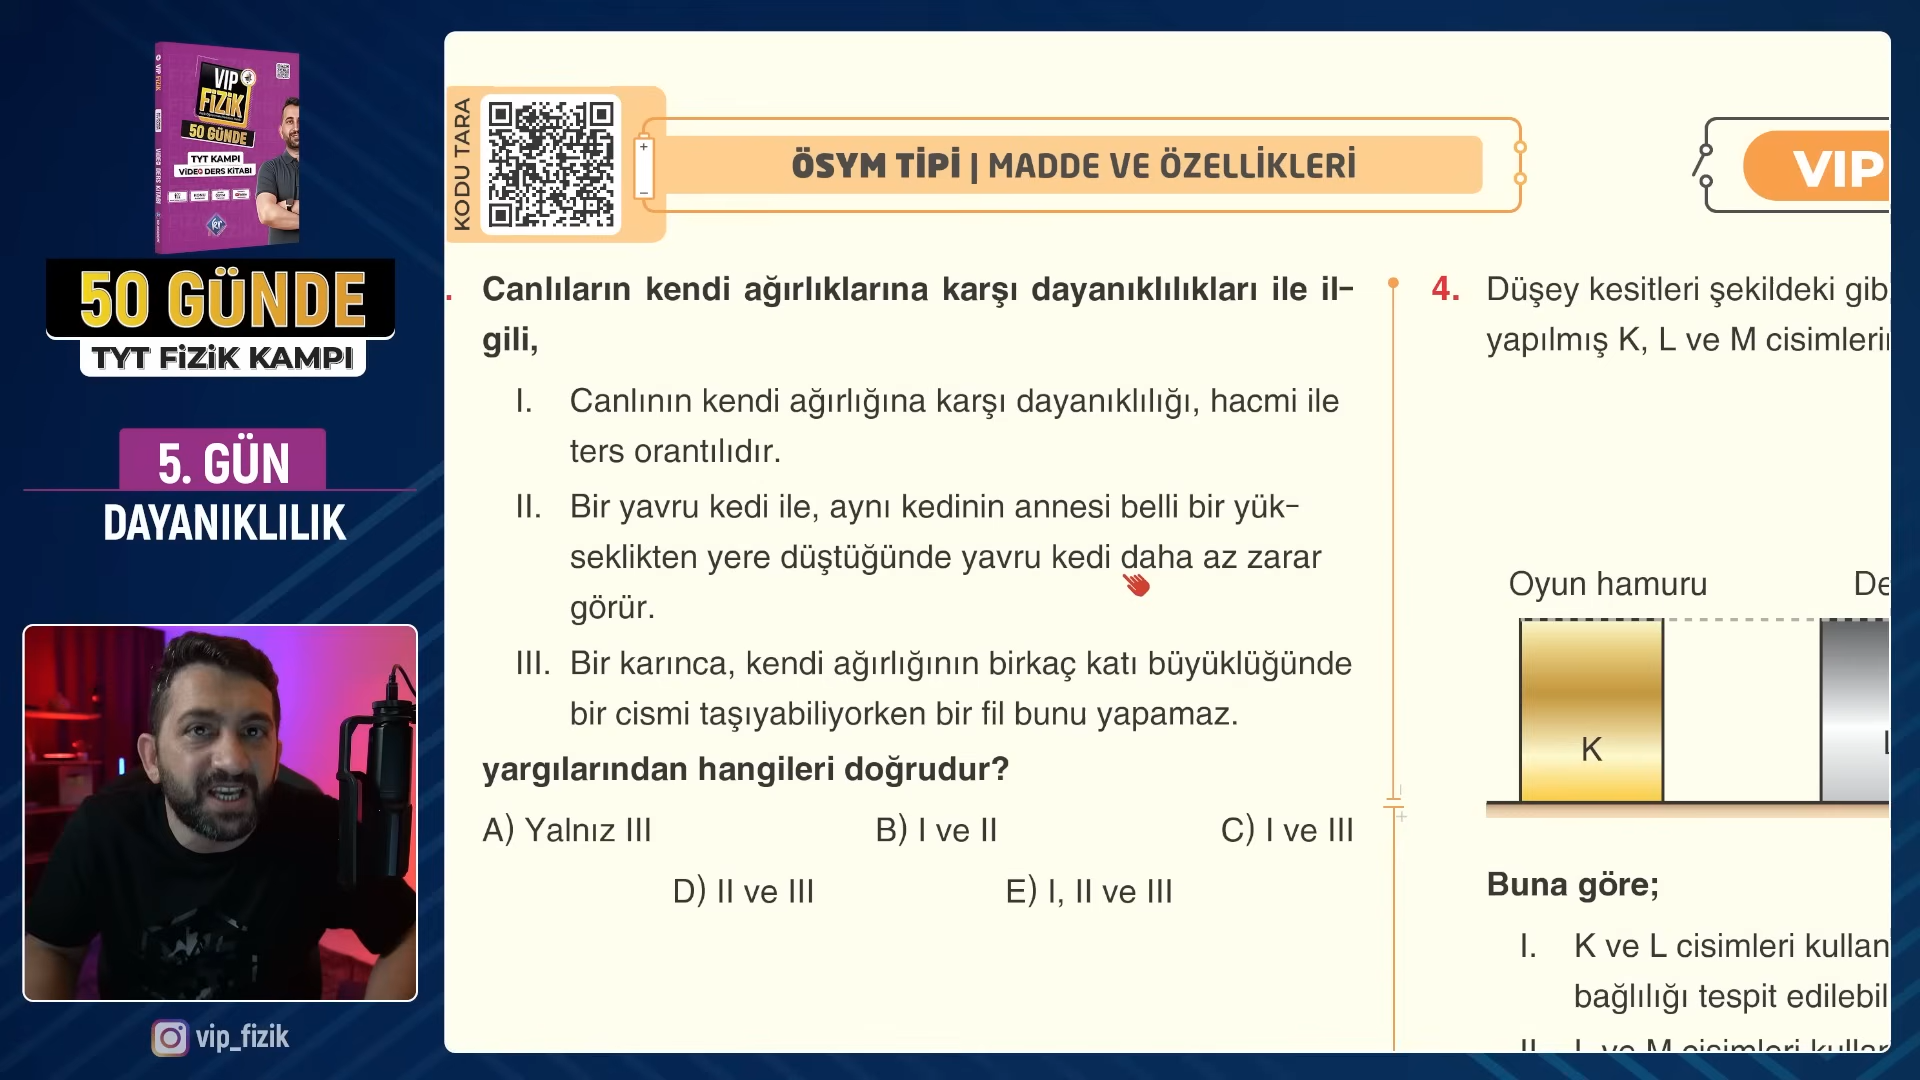 VIP
FİZİK
50 GÜNDE
TYT KAMPI
VİDEO DERS KİTABI
50 GÜNDE
TYT FİZİK KAMPI
5. GÜN
DAYANIKLILIK
vip_fizik
KODU TARA
ÖSYM TİPİ | MADDE VE ÖZELLİKLERİ
VIP
. Canlıların kendi ağırlıklarına karşı dayanıklılıkları ile il-
gili,
I. Canlının kendi ağırlığına karşı dayanıklılığı, hacmi ile
ters orantılıdır.
II. Bir yavru kedi ile, aynı kedinin annesi belli bir yük-
seklikten yere düştüğünde yavru kedi daha az zarar
görür.
III. Bir karınca, kendi ağırlığının birkaç katı büyüklüğünde
bir cismi taşıyabiliyorken bir fil bunu yapamaz.
yargılarından hangileri doğrudur?
A) Yalnız III B) I ve II C) I ve III
D) II ve III E) I, II ve III
4. Düşey kesitleri şekildeki gib
yapılmış K, L ve M cisimleri
Oyun hamuru De
K
Buna göre;
I. K ve L cisimleri kullan
bağlılığı tespit edilebil
II. L ve M cisimleri kullan